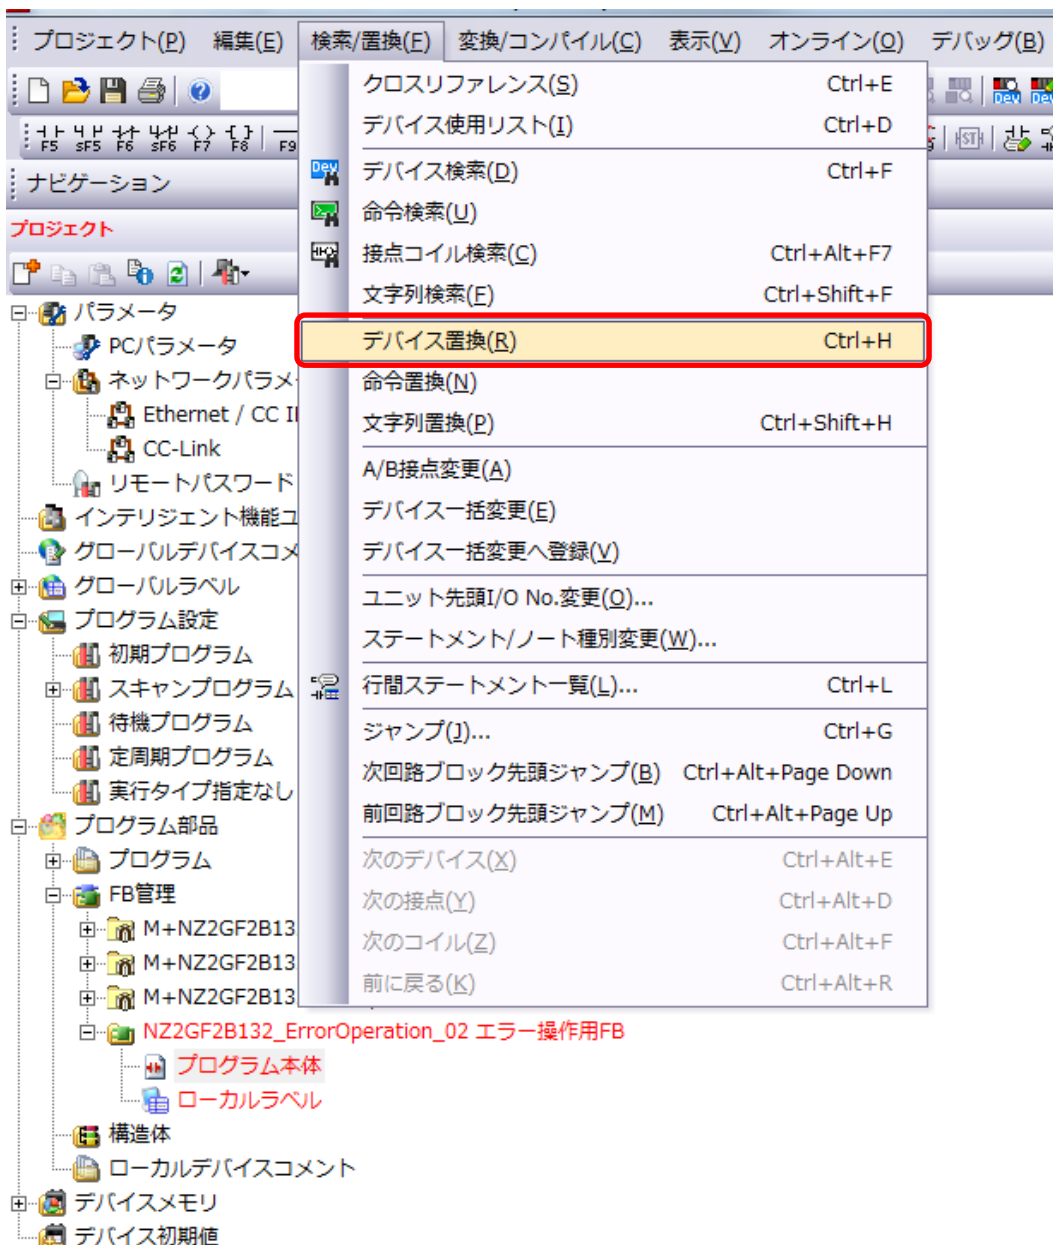 プロジェクト(P) 編集(E) 検索/置換(F) 変換/コンパイル(C) 表示(V) オンライン(O) デバッグ(B)
クロスリファレンス(S) Ctrl+E
デバイス使用リスト(I) Ctrl+D
デバイス検索(D) Ctrl+F
命令検索(U)
接点コイル検索(C) Ctrl+Alt+F7
文字列検索(F) Ctrl+Shift+F
デバイス置換(R) Ctrl+H
命令置換(N)
文字列置換(P) Ctrl+Shift+H
A/B接点変更(A)
デバイス一括変更(E)
デバイス一括変更へ登録(V)
ユニット先頭I/O No.変更(O)...
ステートメント/ノート種別変更(W)...
行間ステートメント一覧(L)... Ctrl+L
ジャンプ(J)... Ctrl+G
次回路ブロック先頭ジャンプ(B) Ctrl+Alt+Page Down
前回路ブロック先頭ジャンプ(M) Ctrl+Alt+Page Up
次のデバイス(X) Ctrl+Alt+E
次の接点(Y) Ctrl+Alt+D
次のコイル(Z) Ctrl+Alt+F
前に戻る(K) Ctrl+Alt+R
F5 sF5 F6 sF6 F7 F8 F9
Dev Dev
ナビゲーション
プロジェクト
パラメータ
PCパラメータ
ネットワークパラメ
Ethernet / CC I
CC-Link
リモートパスワード
インテリジェント機能ユ
グローバルデバイスコメ
グローバルラベル
プログラム設定
初期プログラム
スキャンプログラム
待機プログラム
定周期プログラム
実行タイプ指定なし
プログラム部品
プログラム
FB管理
M+NZ2GF2B13
M+NZ2GF2B13
M+NZ2GF2B13
NZ2GF2B132_ErrorOperation_02 エラー操作用FB
プログラム本体
ローカルラベル
構造体
ローカルデバイスコメント
デバイスメモリ
デバイス初期値